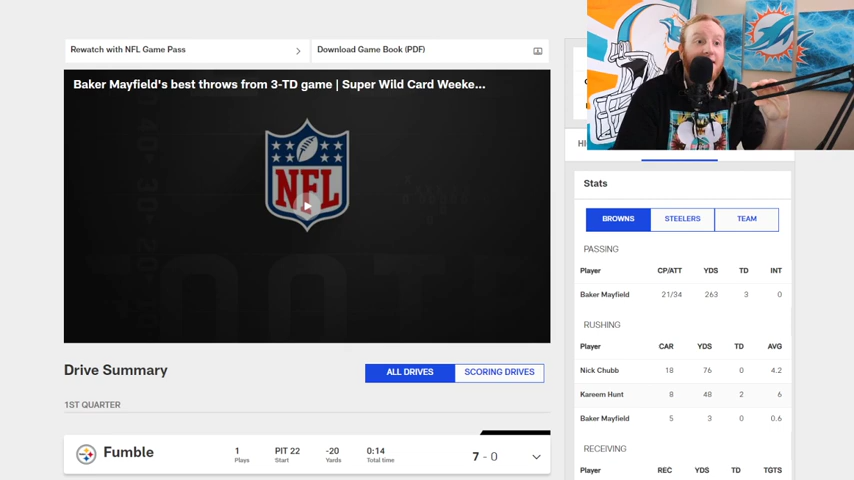 Rewatch with NFL Game Pass
Download Game Book (PDF)
Baker Mayfield's best throws from 3-TD game | Super Wild Card Weeke...
NFL
Stats
BROWNS STEELERS TEAM
PASSING
Player CP/ATT YDS TD INT
Baker Mayfield 21/34 263 3 0
RUSHING
Player CAR YDS TD AVG
Nick Chubb 18 76 0 4.2
Kareem Hunt 8 48 2 6
Baker Mayfield 5 3 0 0.6
RECEIVING
Player REC YDS TD TGTS
Drive Summary
ALL DRIVES SCORING DRIVES
1ST QUARTER
Fumble
1 PIT 22 -20 0:14
Plays Start Yards Total time
7 - 0